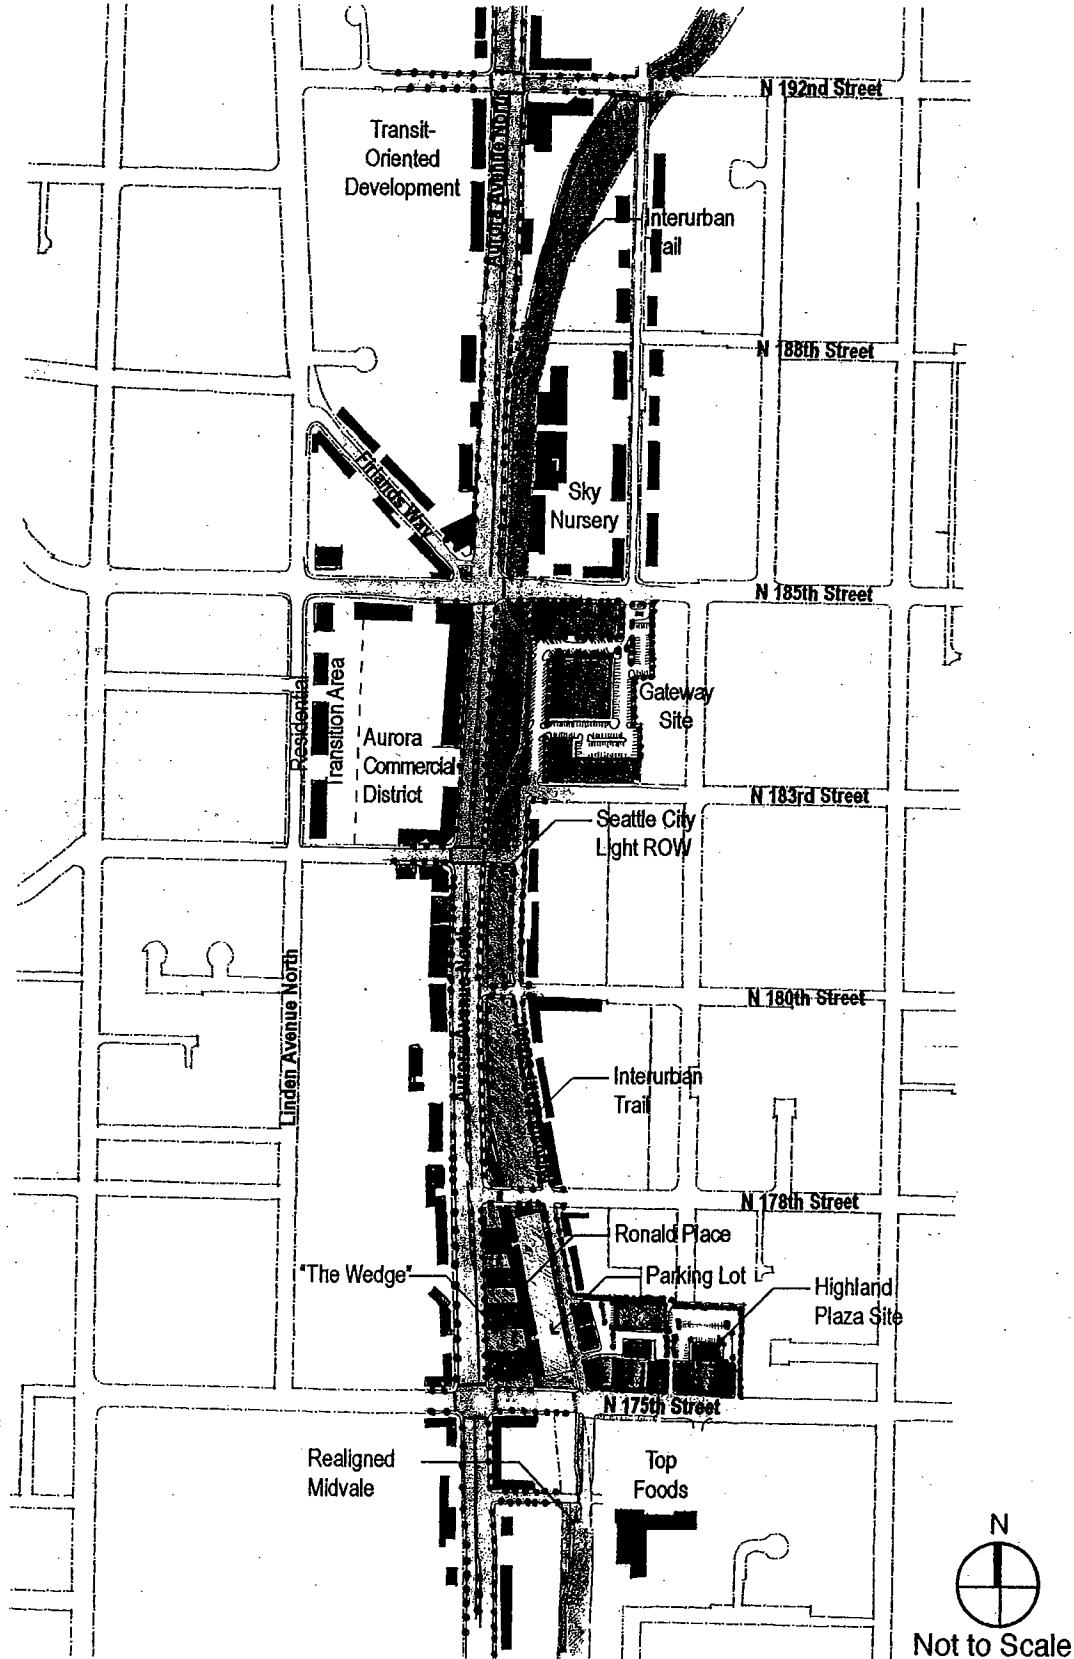 N 192nd Street
Transit-
Oriented
Development
Aurora Avenue North
Interurban
Trail
N 188th Street
Firlands Way
Sky
Nursery
N 185th Street
Residential
Transition Area
Gateway
Site
Aurora
Commercial
District
N 183rd Street
Seattle City
Light ROW
Linden Avenue North
N 180th Street
Interurban
Trail
N 178th Street
Ronald Place
"The Wedge"
Parking Lot
Highland
Plaza Site
N 175th Street
Realigned
Midvale
Top
Foods
N
Not to Scale